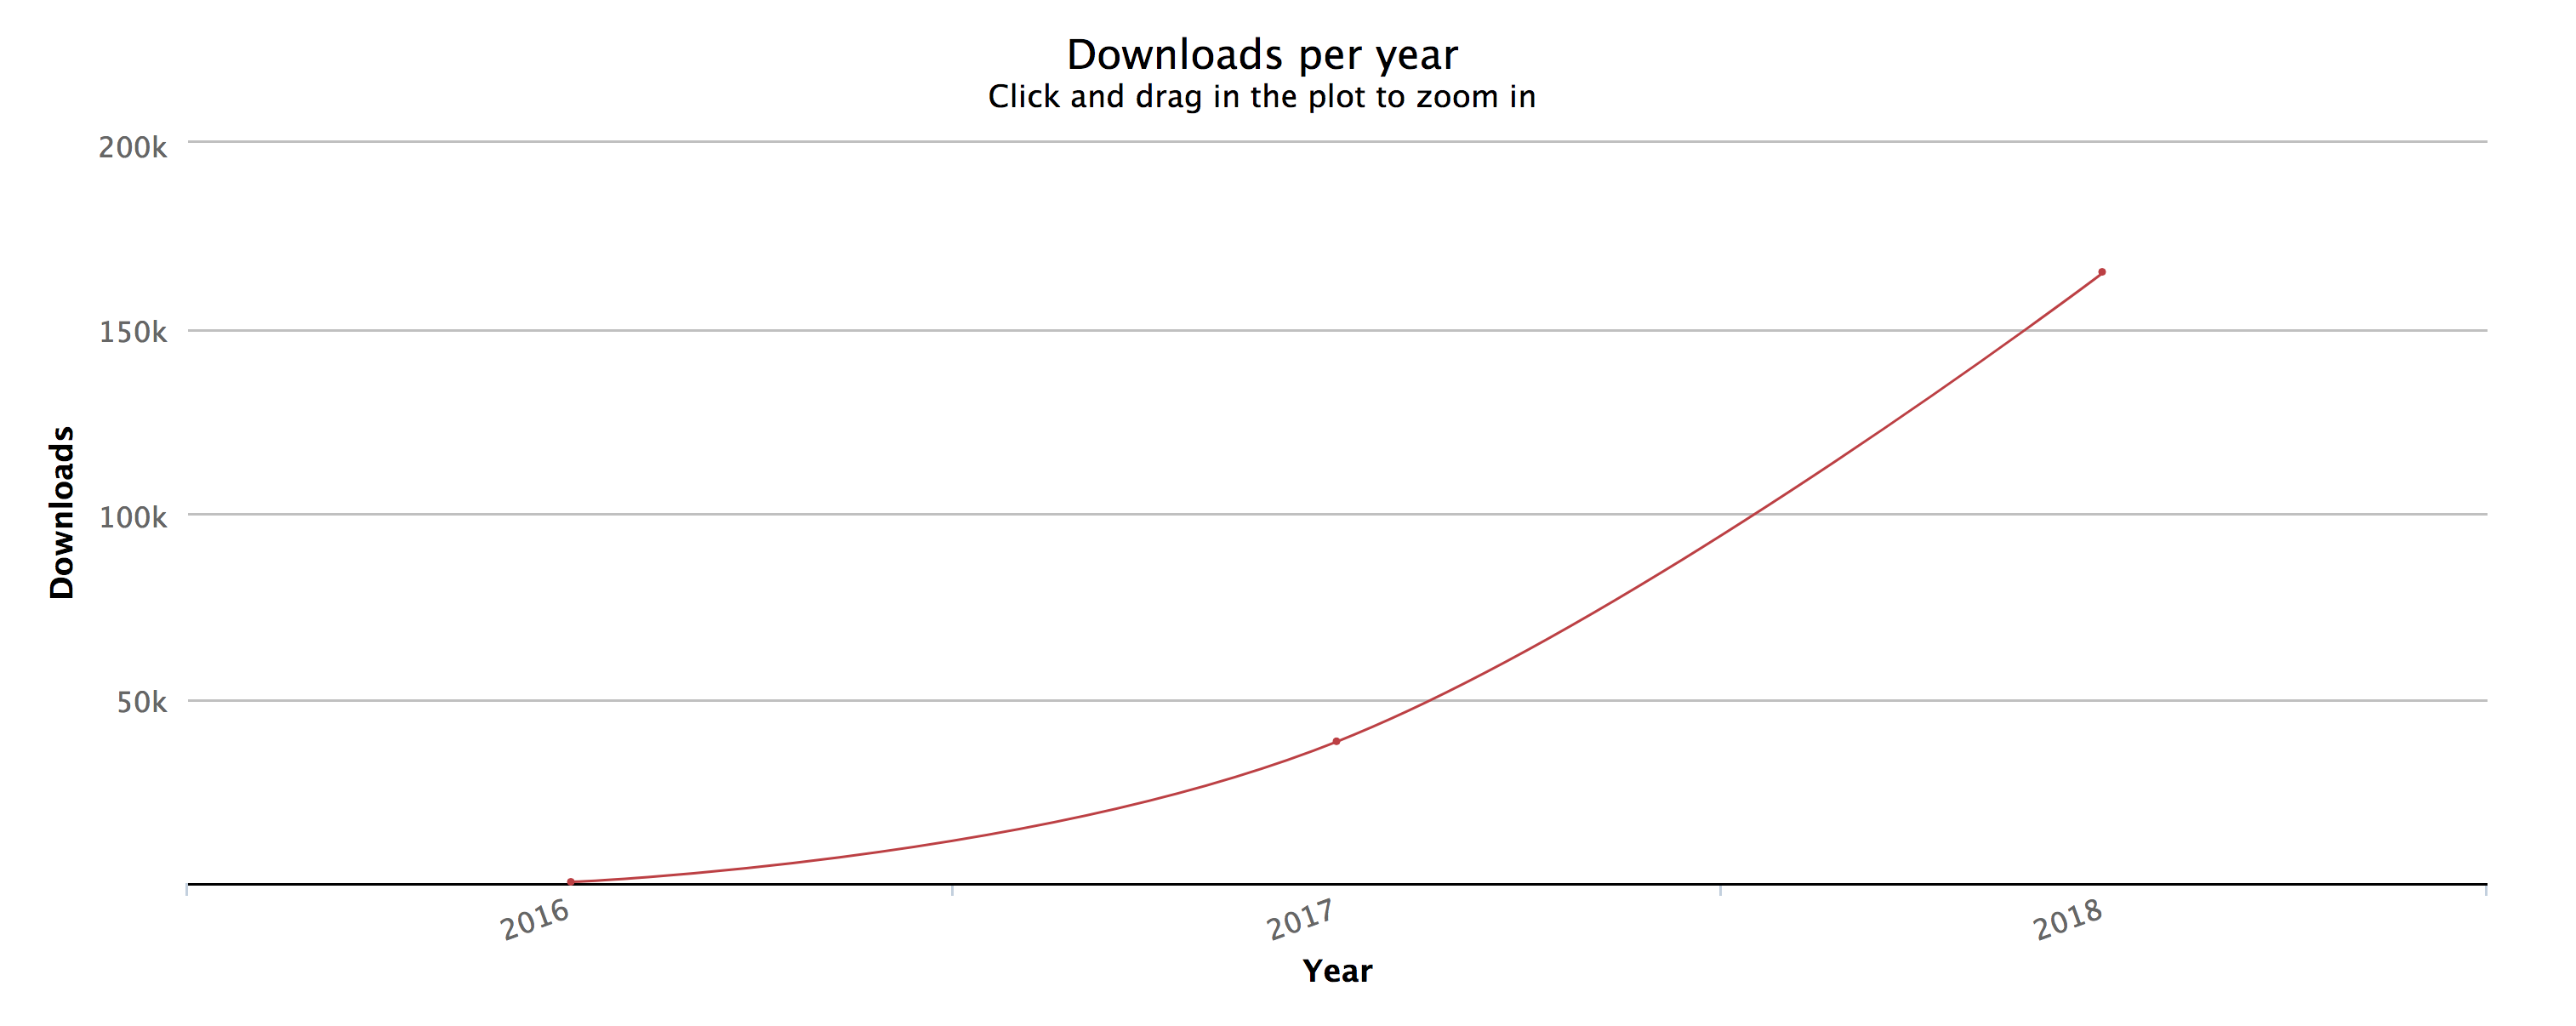 Downloads per year
Click and drag in the plot to zoom in
200k
150k
100k
50k
Downloads
2016
2017
2018
Year